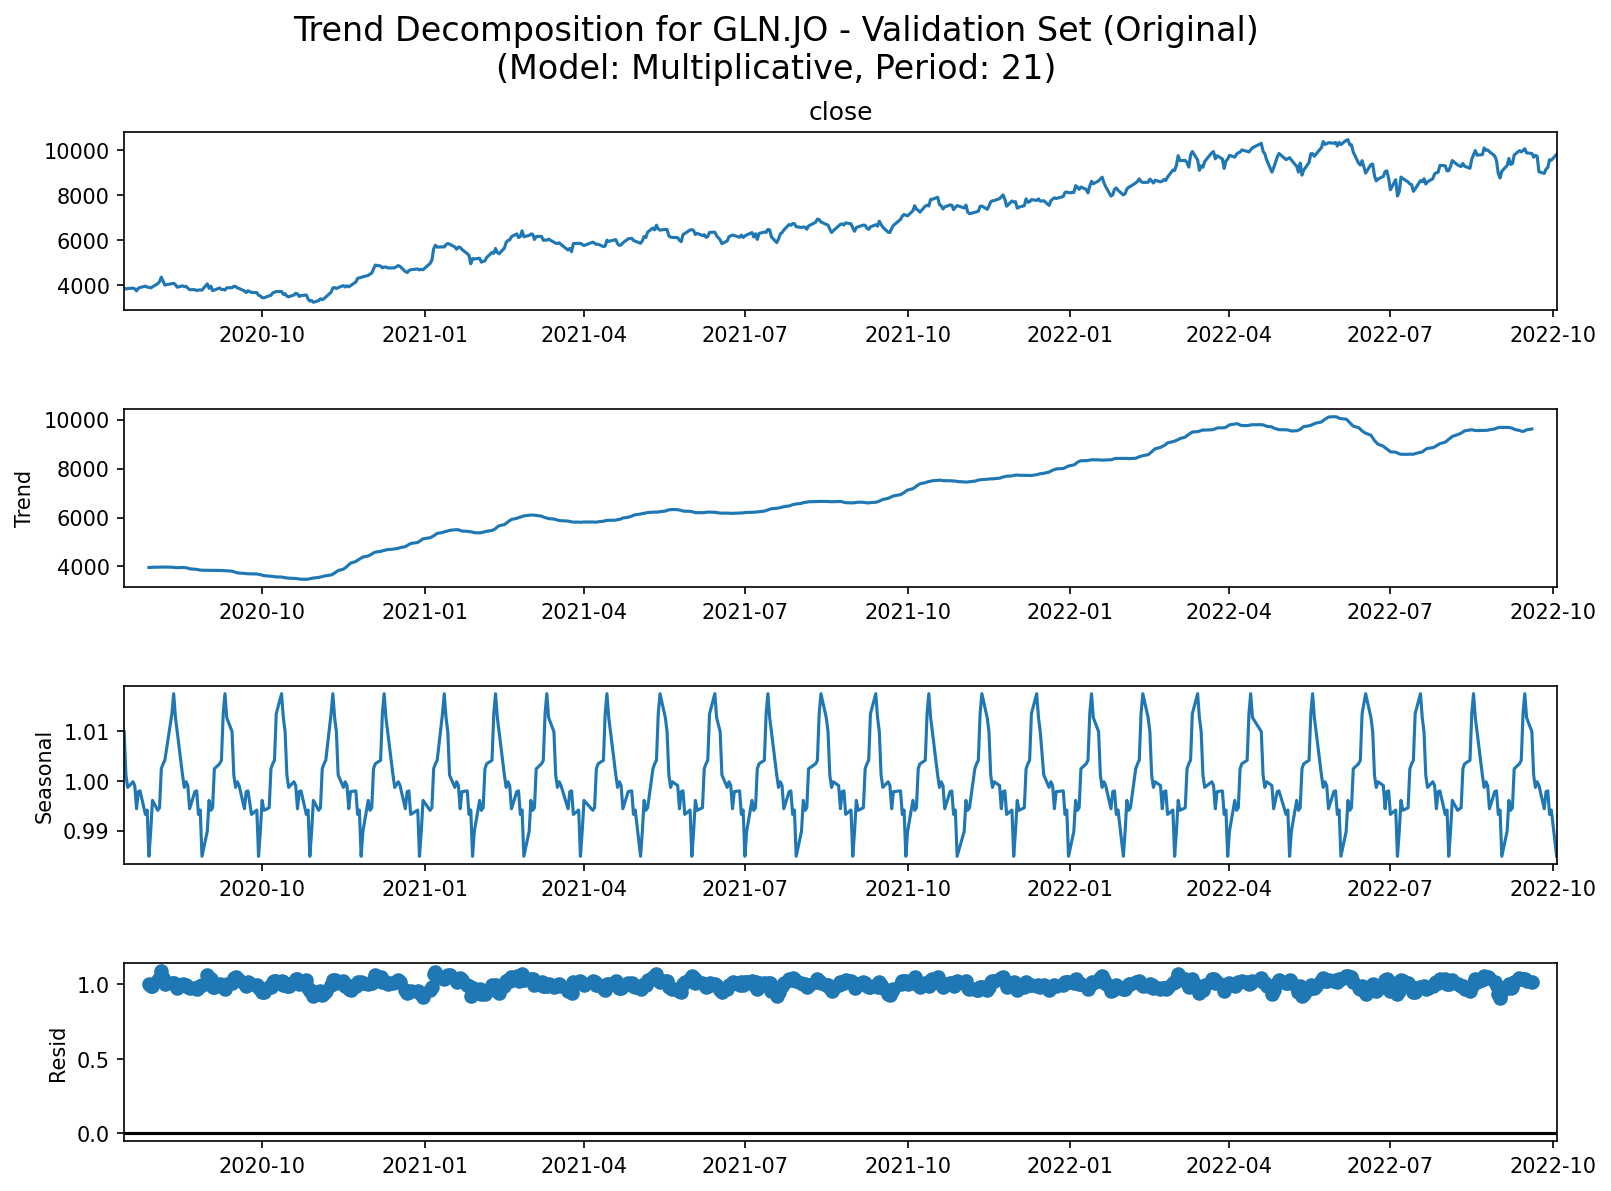 Trend Decomposition for GLN.JO - Validation Set (Original)
(Model: Multiplicative, Period: 21)
close
10000
8000
6000
4000
2020-10 2021-01 2021-04 2021-07 2021-10 2022-01 2022-04 2022-07 2022-10
Trend
10000
8000
6000
4000
2020-10 2021-01 2021-04 2021-07 2021-10 2022-01 2022-04 2022-07 2022-10
Seasonal
1.01
1.00
0.99
2020-10 2021-01 2021-04 2021-07 2021-10 2022-01 2022-04 2022-07 2022-10
Resid
1.0
0.5
0.0
2020-10 2021-01 2021-04 2021-07 2021-10 2022-01 2022-04 2022-07 2022-10